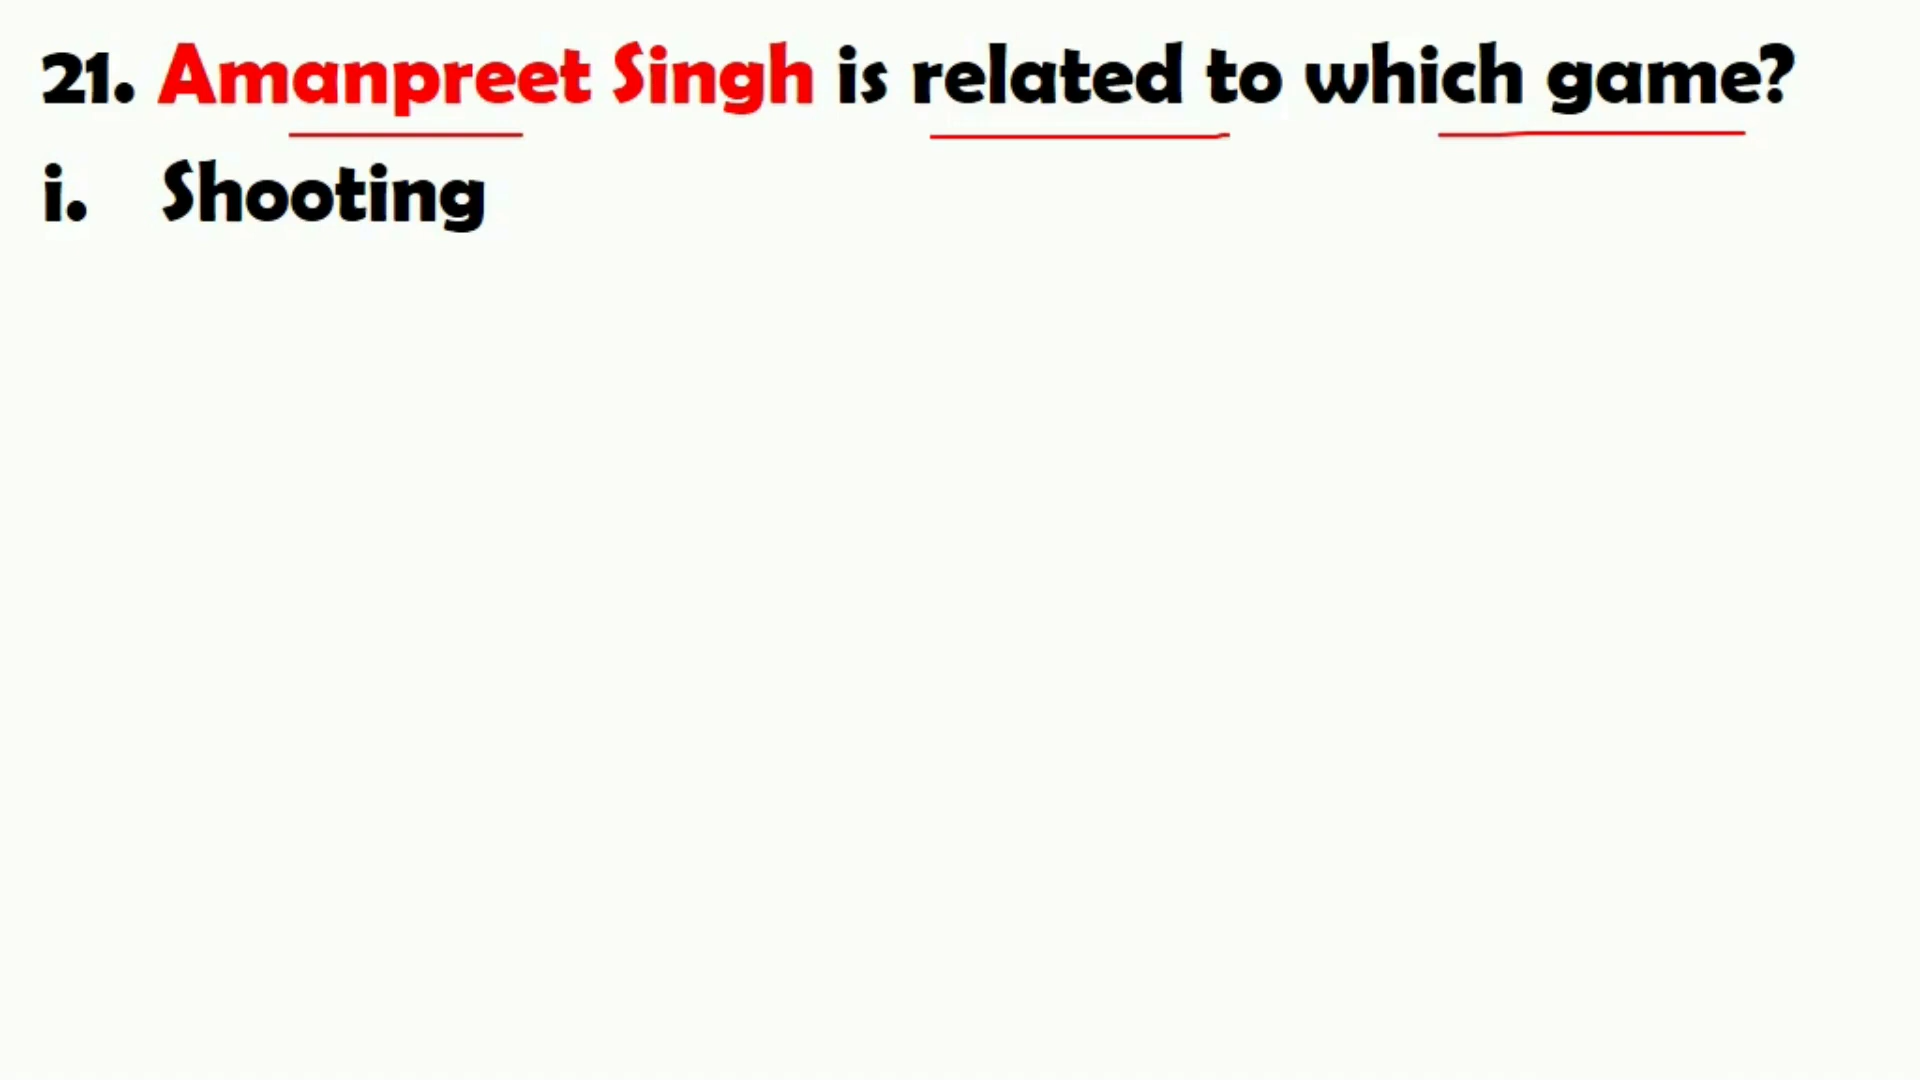 21. Amanpreet Singh is related to which game?
i. Shooting